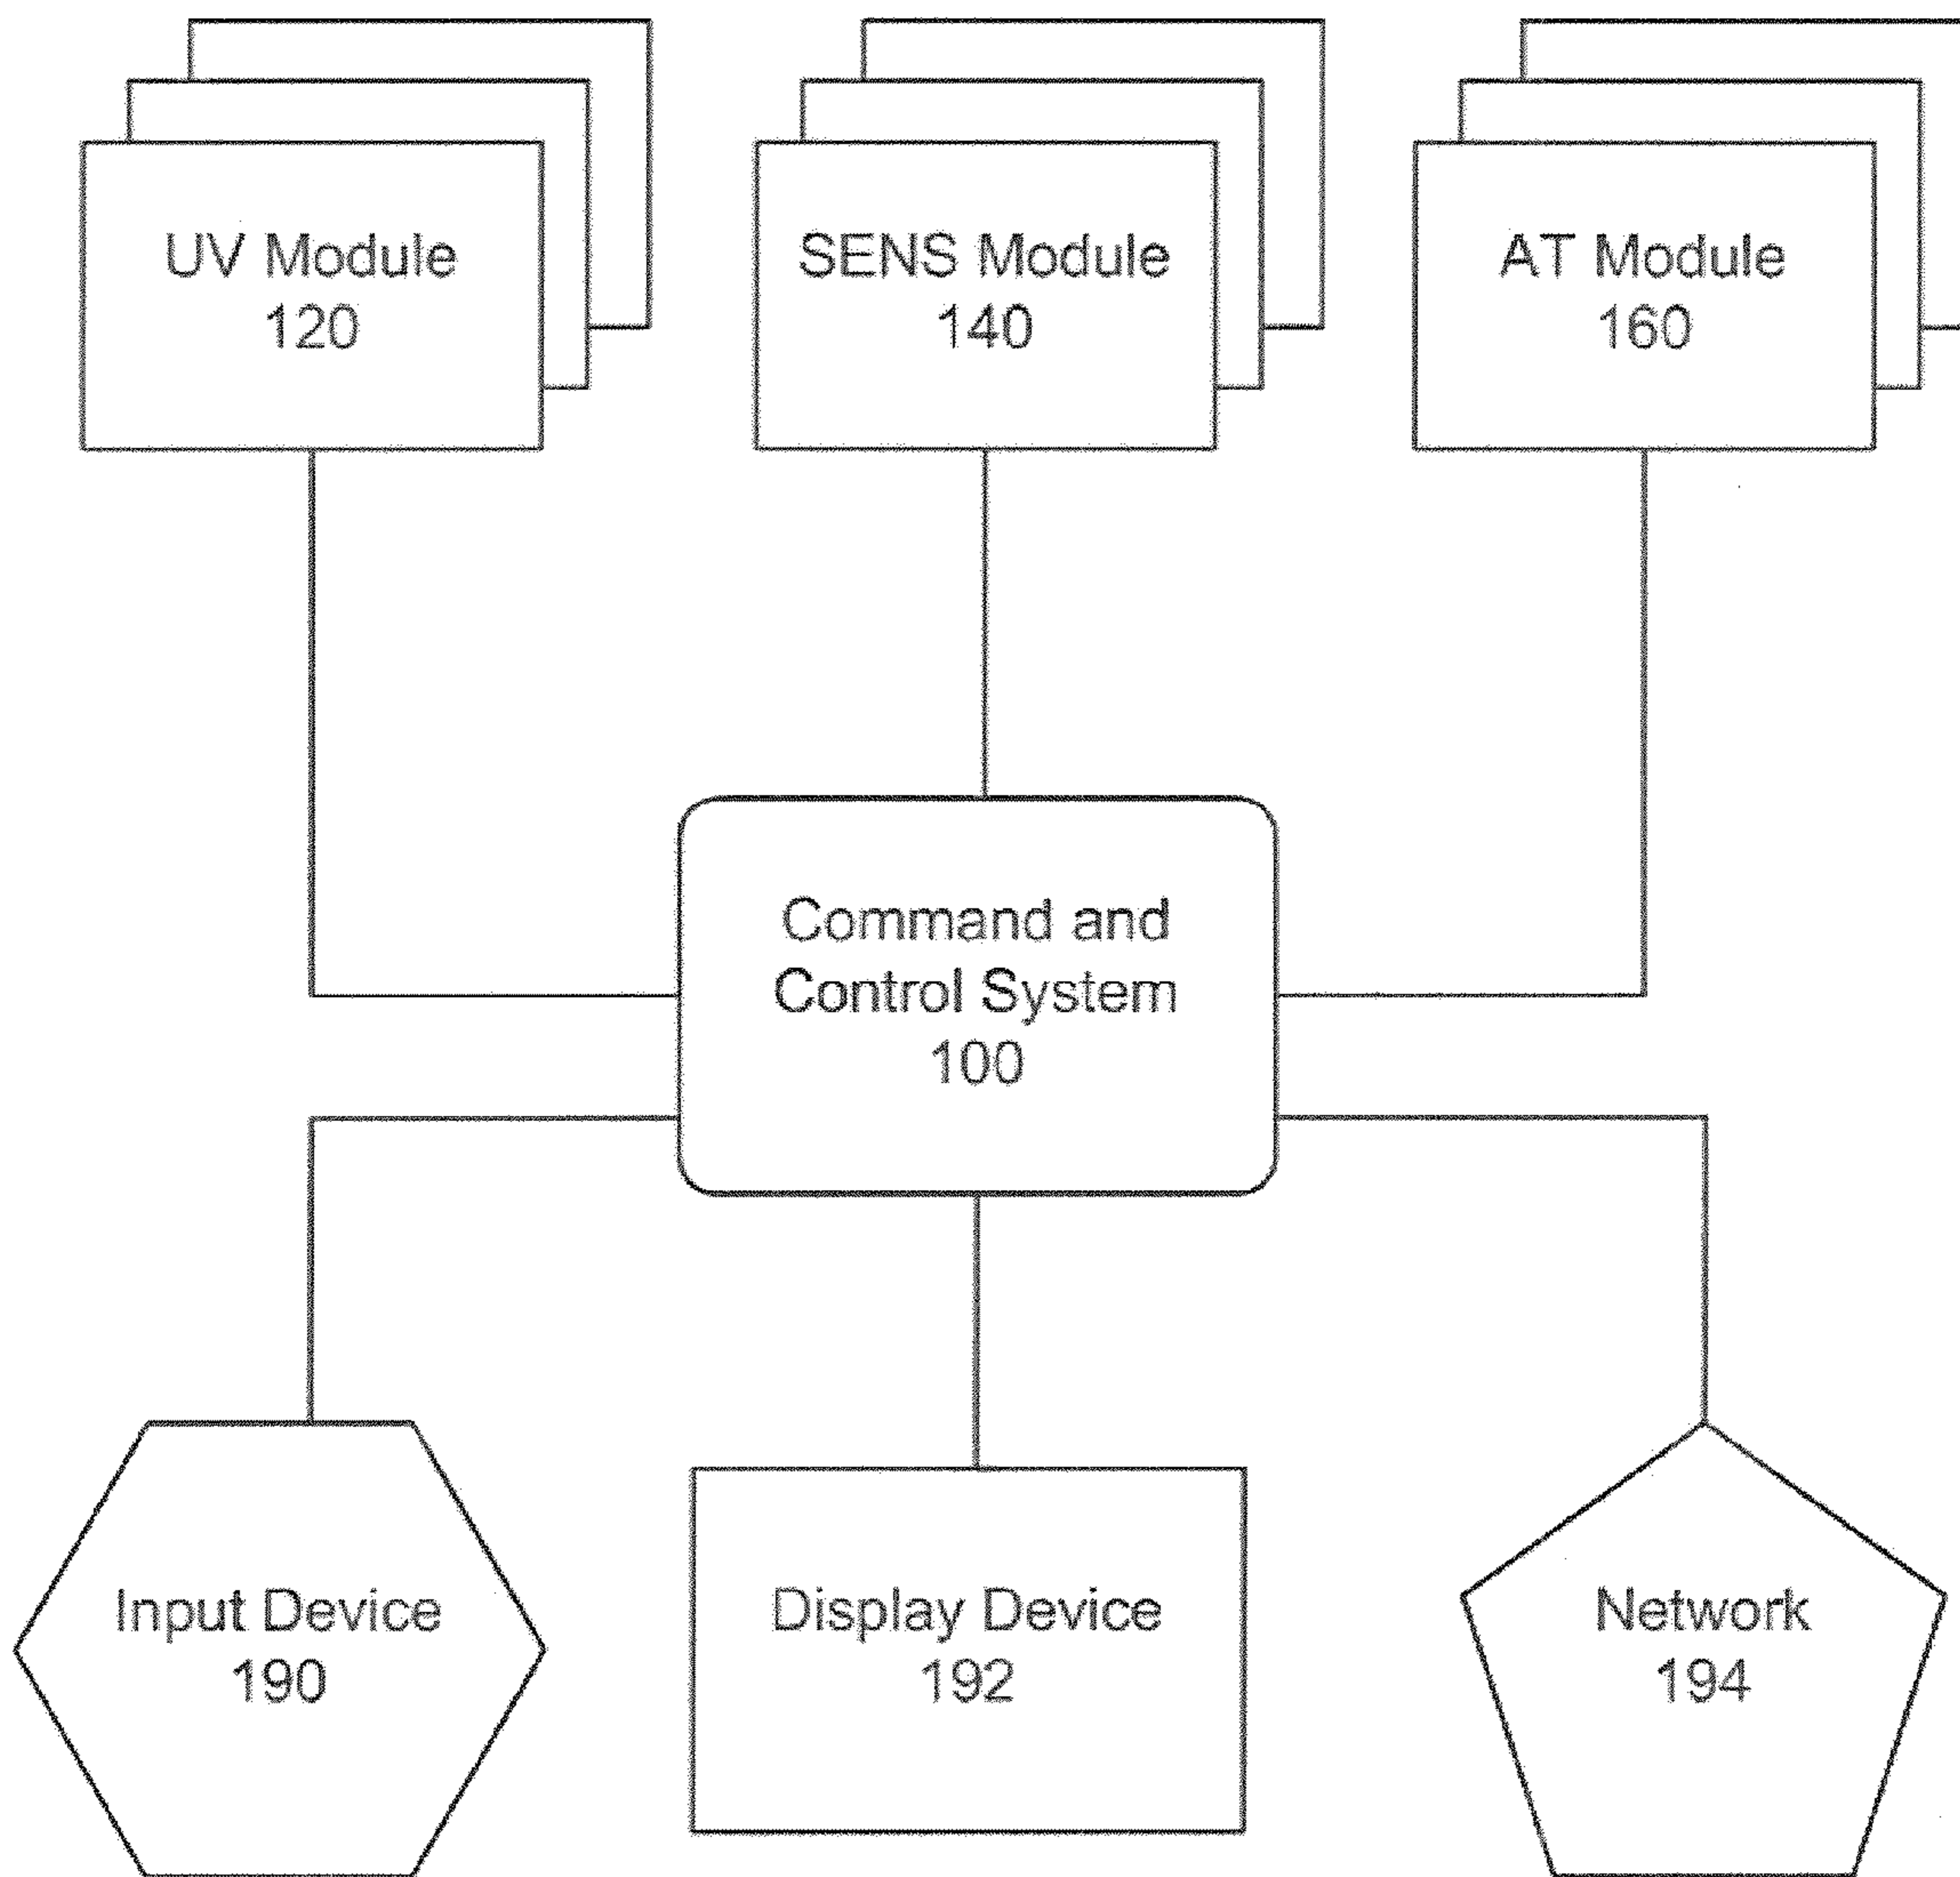 UV Module
120
SENS Module
140
AT Module
160
Command and
Control System
100
Input Device
190
Display Device
192
Network
194